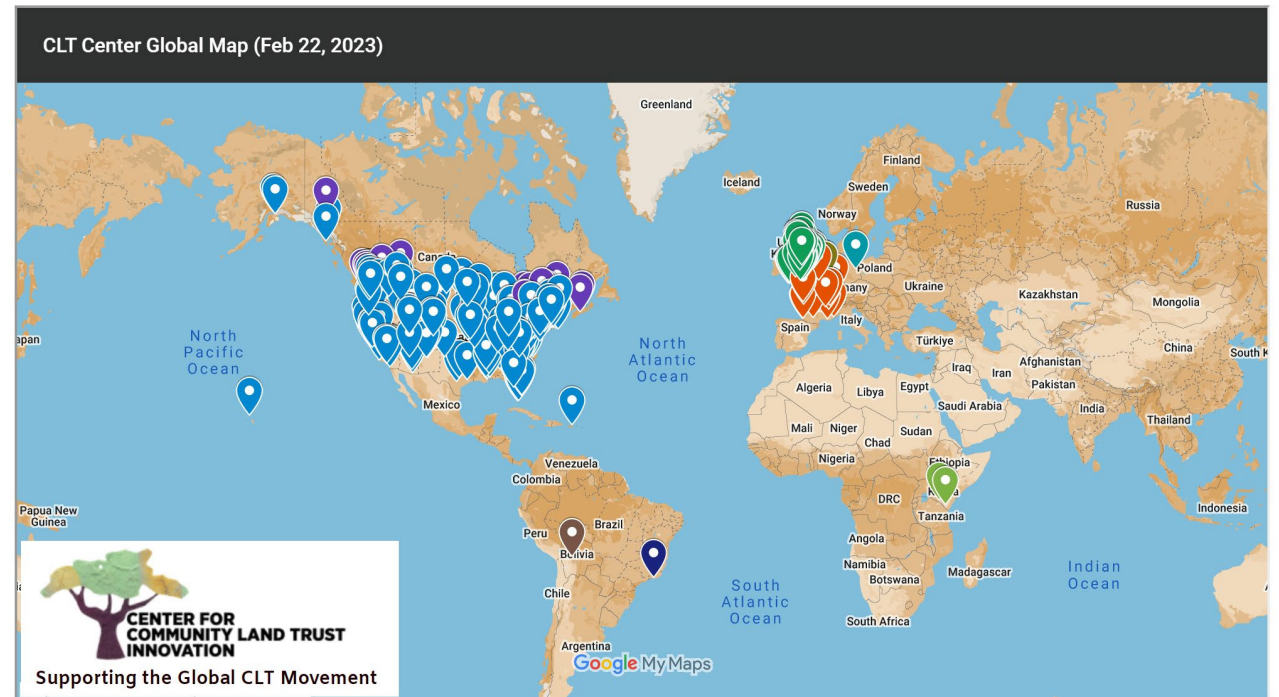 CLT Center Global Map (Feb 22, 2023)
Greenland
Iceland
Finland
Sweden
Norway
Russia
Poland
Ukraine
Kazakhstan
Mongolia
Spain
Italy
Türkiye
China
South K
North
Pacific
Ocean
North
Atlantic
Ocean
Iraq
Iran
Afghanistan
Pakistan
Algeria
Libya
Egypt
Saudi Arabia
India
Thailand
Mexico
Mali
Niger
Chad
Sudan
Nigeria
Ethiopia
Venezuela
Colombia
DRC
Tanzania
Papua New
Guinea
Indonesia
Peru
Brazil
Bolivia
Angola
Namibia
Botswana
Madagascar
Indian
Ocean
Chile
South
Atlantic
Ocean
South Africa
Argentina
Google My Maps
CENTER FOR
COMMUNITY LAND TRUST
INNOVATION
Supporting the Global CLT Movement